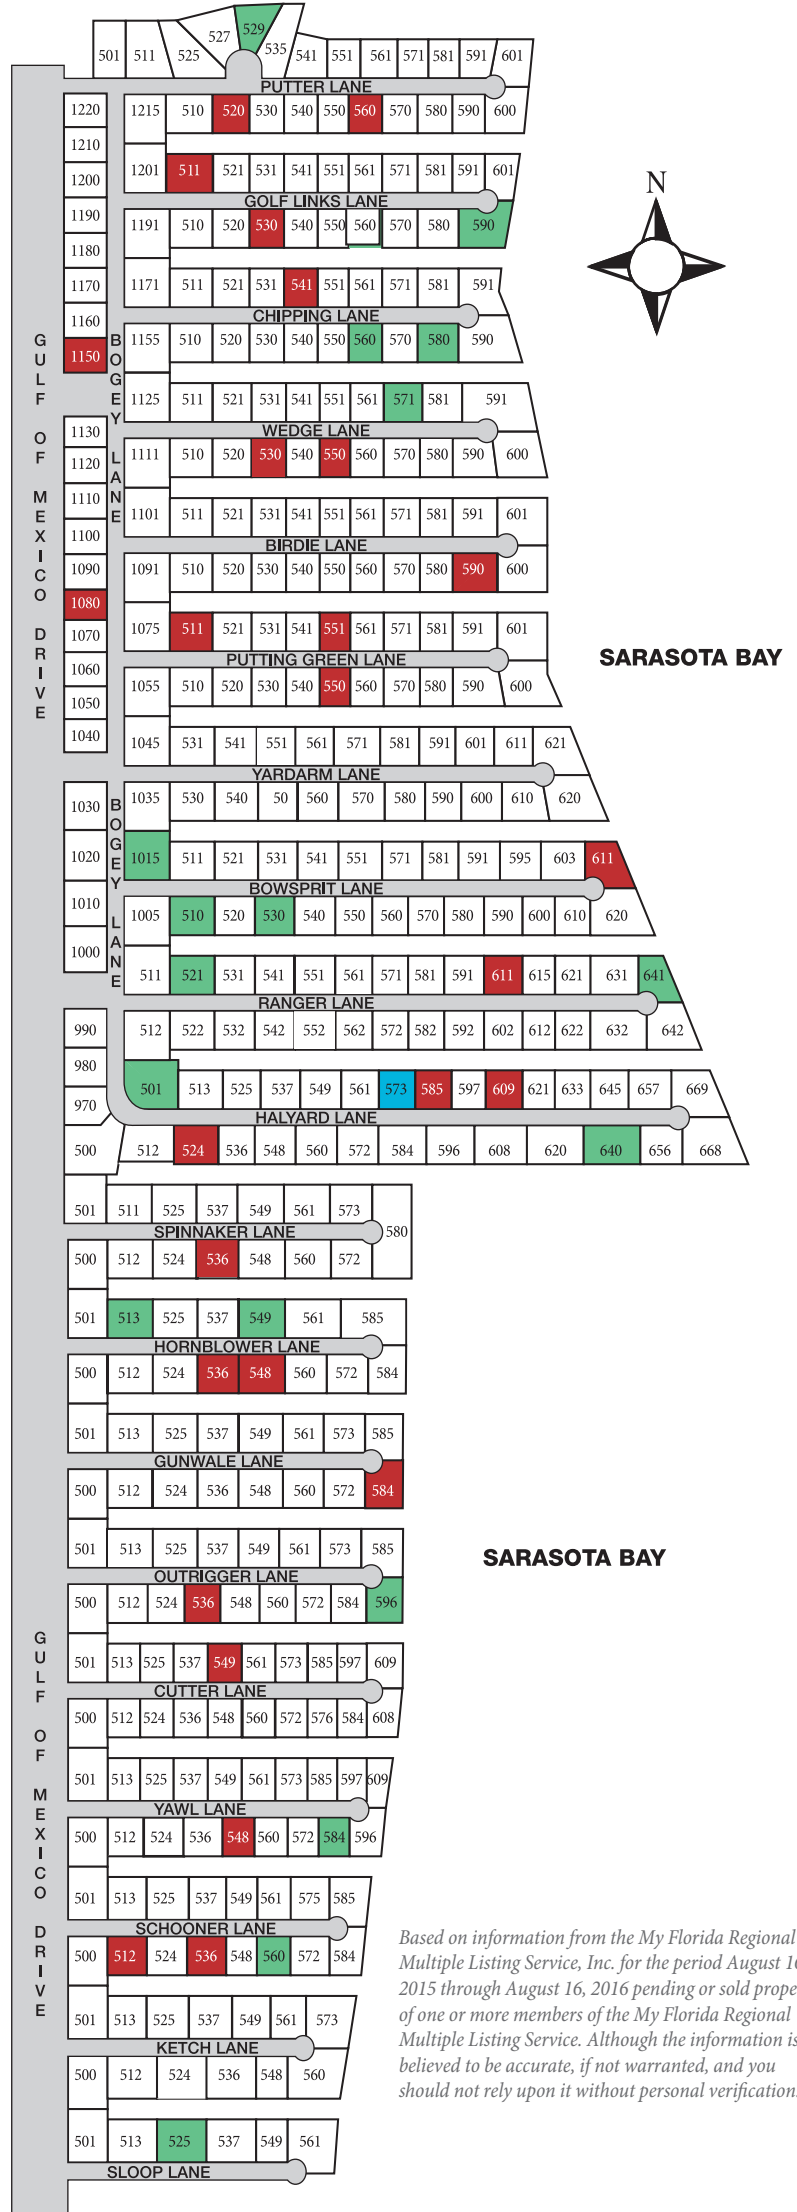 501 511 525 527 529 535 541 551 561 571 581 591 601
PUTTER LANE
1220 1215 510 520 530 540 550 560 570 580 590 600
1210
1200 1201 511 521 531 541 551 561 571 581 591 601
GOLF LINKS LANE
1190 1191 510 520 530 540 550 560 570 580 590
N
1180
1170 1171 511 521 531 541 551 561 571 581 591
CHIPPING LANE
1160 1155 510 520 530 540 550 560 570 580 590
1150
1125 511 521 531 541 551 561 571 581 591
WEDGE LANE
1130 1111 510 520 530 540 550 560 570 580 590 600
1120
1110 1101 511 521 531 541 551 561 571 581 591 601
1100
BIRDIE LANE
1090 1091 510 520 530 540 550 560 570 580 590 600
1080
1070 1075 511 521 531 541 551 561 571 581 591 601
PUTTING GREEN LANE
1060 1055 510 520 530 540 550 560 570 580 590 600
1050
1040 1045 531 541 551 561 571 581 591 601 611 621
GULF OF MEXICO DRIVE
BOGEY LANE
SARASOTA BAY
YARDARM LANE
1030 1035 530 540 50 560 570 580 590 600 610 620
1020 1015 511 521 531 541 551 571 581 591 595 603 611
BOWSPRIT LANE
1010 1005 510 520 530 540 550 560 570 580 590 600 610 620
1000 511 521 531 541 551 561 571 581 591 611 615 621 631 641
BOGEY LANE
RANGER LANE
990 512 522 532 542 552 562 572 582 592 602 612 622 632 642
980
970 501 513 525 537 549 561 573 585 597 609 621 633 645 657 669
HALYARD LANE
500 512 524 536 548 560 572 584 596 608 620 640 656 668
501 511 525 537 549 561 573 580
SPINNAKER LANE
500 512 524 536 548 560 572
501 513 525 537 549 561 585
HORNBLOWER LANE
500 512 524 536 548 560 572 584
501 513 525 537 549 561 573 585
GUNWALE LANE
500 512 524 536 548 560 572 584
501 513 525 537 549 561 573 585
SARASOTA BAY
OUTRIGGER LANE
500 512 524 536 548 560 572 584 596
501 513 525 537 549 561 573 585 597 609
CUTTER LANE
500 512 524 536 548 560 572 576 584 608
501 513 525 537 549 561 573 585 597 609
YAWL LANE
500 512 524 536 548 560 572 584 596
501 513 525 537 549 561 575 585
SCHOONER LANE
500 512 524 536 548 560 572 584
GULF OF MEXICO DRIVE
501 513 525 537 549 561 573
KETCH LANE
500 512 524 536 548 560
501 513 525 537 549 561
SLOOP LANE
Based on information from the My Florida Regional
Multiple Listing Service, Inc. for the period August 16
2015 through August 16, 2016 pending or sold prope
of one or more members of the My Florida Regional
Multiple Listing Service. Although the information is
believed to be accurate, if not warranted, and you
should not rely upon it without personal verification.